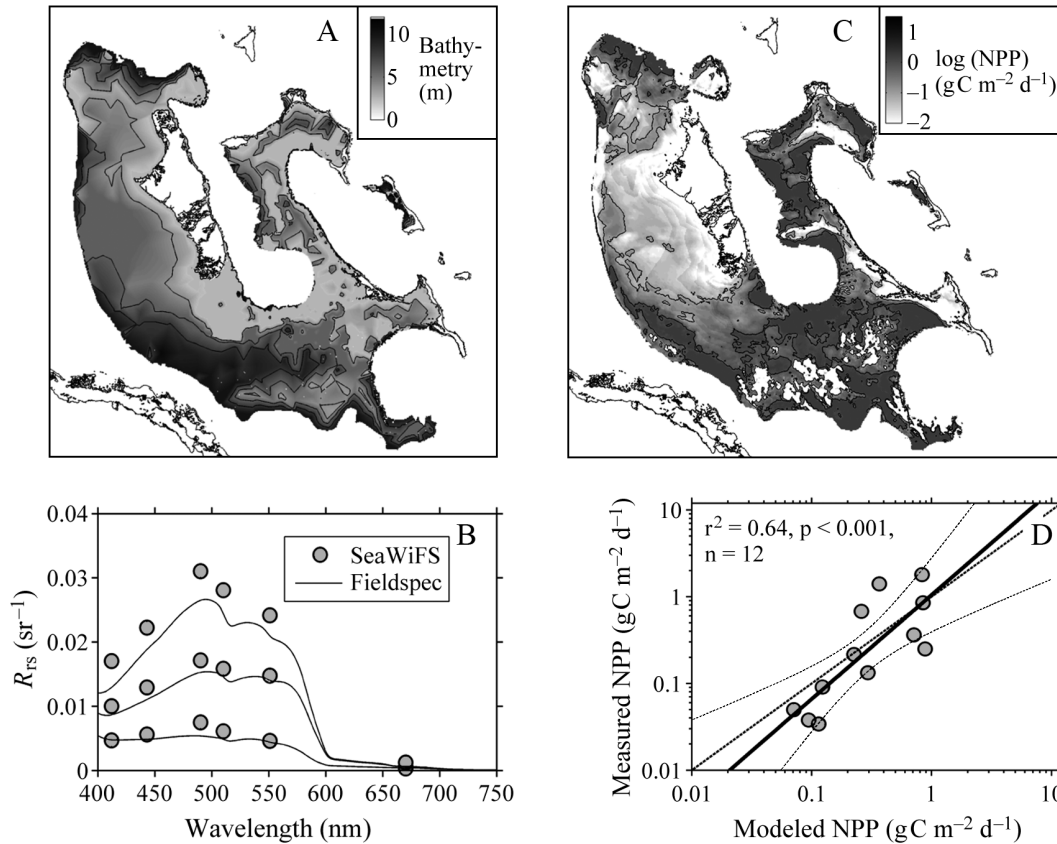 A
10
5
0
Bathy-
metry
(m)
C
1
0
−1
−2
log (NPP)
(gC m−2 d−1)
B
0.04
0.03
0.02
0.01
0
Rrs (sr−1)
SeaWiFS
Fieldspec
400 450 500 550 600 650 700 750
Wavelength (nm)
D
r2 = 0.64, p < 0.001,
n = 12
10
1
0.1
0.01
Measured NPP (gC m−2 d−1)
0.01 0.1 1 10
Modeled NPP (gC m−2 d−1)